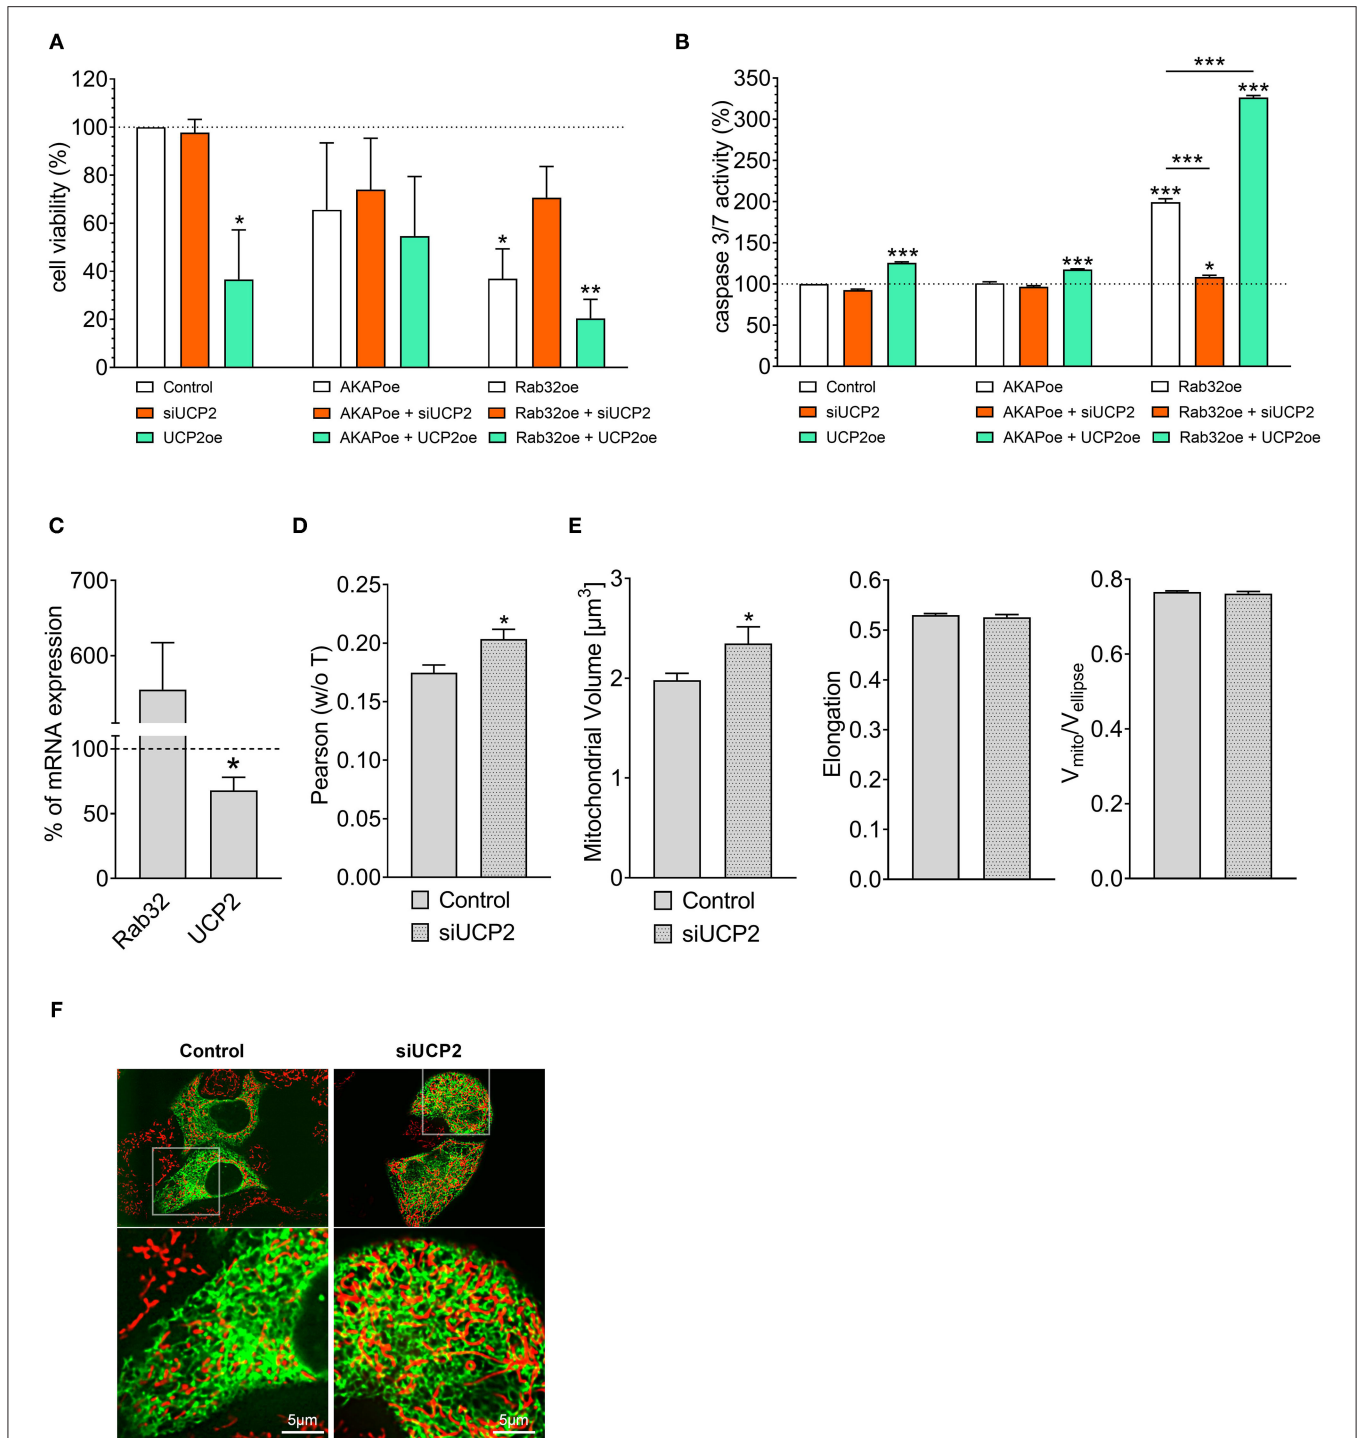 A
cell viability (%)
120
100
80
60
40
20
0
*
*
**
Control
siUCP2
UCP2oe
AKAPoe
AKAPoe + siUCP2
AKAPoe + UCP2oe
Rab32oe
Rab32oe + siUCP2
Rab32oe + UCP2oe
B
caspase 3/7 activity (%)
350
300
250
200
150
100
50
0
***
***
***
***
***
*
***
Control
siUCP2
UCP2oe
AKAPoe
AKAPoe + siUCP2
AKAPoe + UCP2oe
Rab32oe
Rab32oe + siUCP2
Rab32oe + UCP2oe
C
% of mRNA expression
700
600
100
50
0
*
Rab32
UCP2
D
Pearson (w/o T)
0.25
0.20
0.15
0.10
0.05
0.00
*
Control
siUCP2
E
Mitochondrial Volume [µm³]
3
2
1
0
*
Control
siUCP2
Elongation
0.6
0.5
0.4
0.3
0.2
0.1
0.0
Vmito/Vellipse
0.8
0.6
0.4
0.2
0.0
F
Control
siUCP2
5µm
5µm